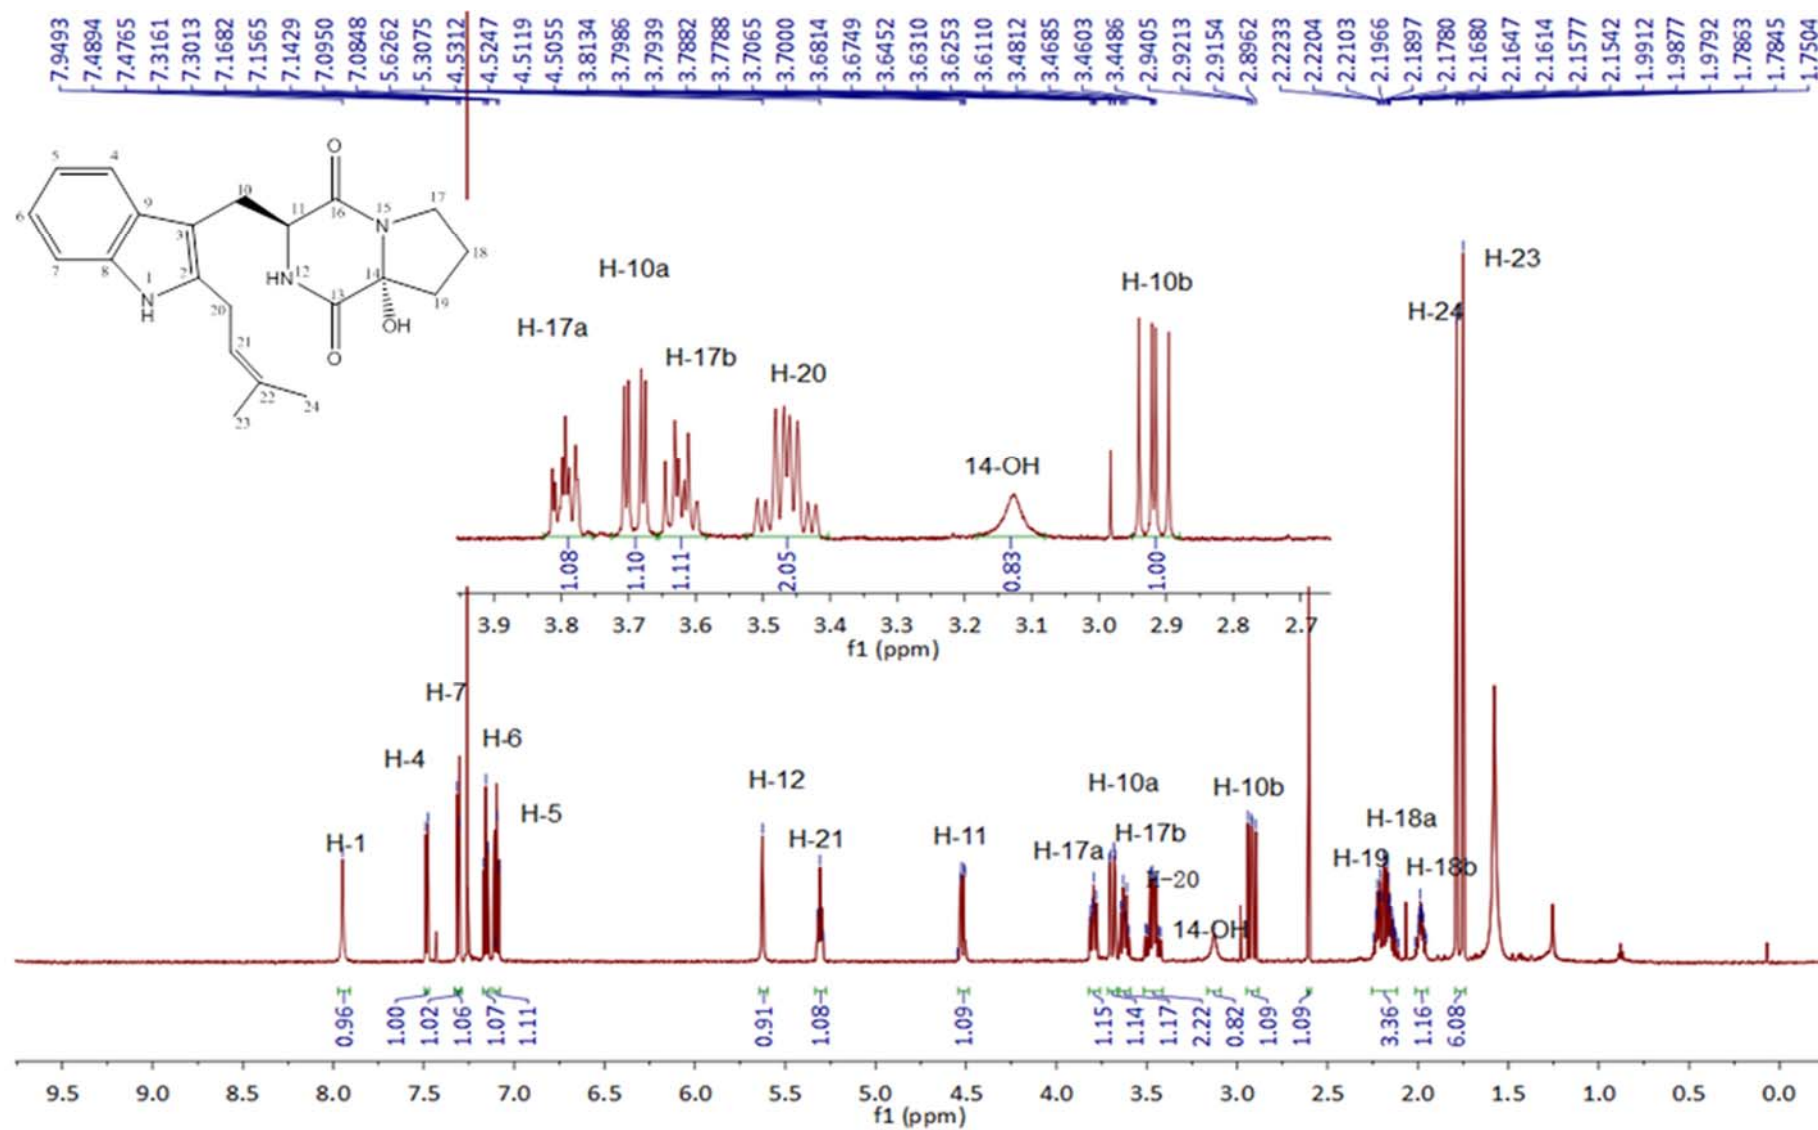 7.9493 7.4894 7.4765 7.3161 7.3013 7.1682 7.1565 7.1429 7.0950 7.0848 5.6262 5.3075 4.5312 4.5247 4.5119 4.5055 3.8134 3.7986 3.7939 3.7882 3.7788 3.7065 3.7000 3.6814 3.6749 3.6452 3.6310 3.6253 3.6110 3.4812 3.4685 3.4603 3.4486 2.9405 2.9213 2.9154 2.8962 2.2233 2.2204 2.2103 2.1966 2.1897 2.1780 2.1680 2.1647 2.1614 2.1577 2.1542 1.9912 1.9877 1.9792 1.7863 1.7845 1.7504
O
5 4 10 17
6 9 11 16 15 N
3 18
7 8 1 2 HN 12 14
N
H 20 13 19
OH
21 O
22 24
23
H-10a
H-17a
H-17b
H-20
14-OH
H-10b
H-23
H-24
1.08 1.10 1.11 2.05 0.83 1.00
3.9 3.8 3.7 3.6 3.5 3.4 3.3 3.2 3.1 3.0 2.9 2.8 2.7
f1 (ppm)
H-7
H-4
H-6
H-5
H-1
H-12
H-21
H-11
H-10a
H-17a
H-17b
H-20
14-OH
H-10b
H-18a
H-19
H-18b
0.96 1.00 1.02 1.06 1.07 1.11 0.91 1.08 1.09 1.15 1.14 1.17 2.22 0.82 1.09 1.09 3.36 1.16 6.08
9.5 9.0 8.5 8.0 7.5 7.0 6.5 6.0 5.5 5.0 4.5 4.0 3.5 3.0 2.5 2.0 1.5 1.0 0.5 0.0
f1 (ppm)